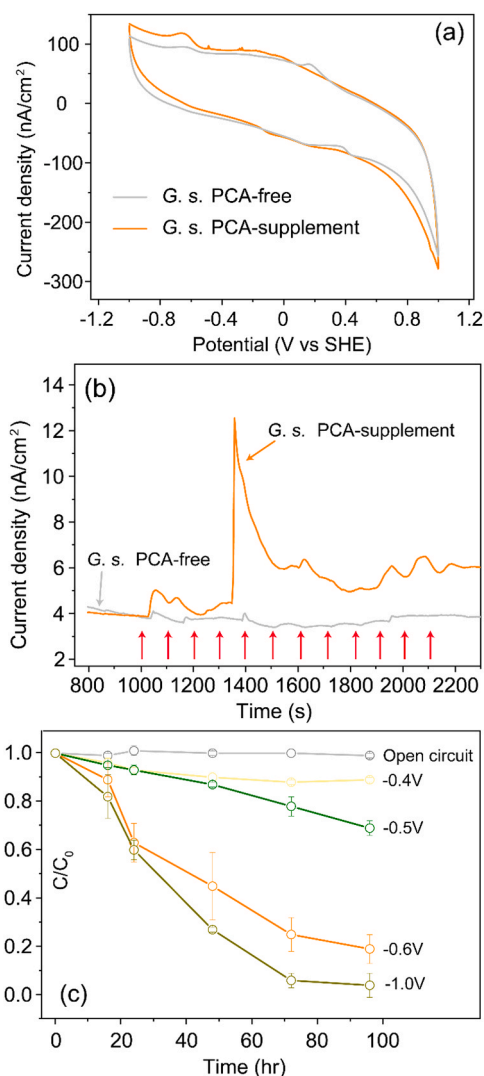 (a)
Current density (nA/cm²)
100
0
-100
-200
-300
G. s. PCA-free
G. s. PCA-supplement
-1.2
-0.8
-0.4
0
0.4
0.8
1.2
Potential (V vs SHE)
(b)
Current density (nA/cm²)
14
12
10
8
6
4
2
G. s. PCA-supplement
G. s. PCA-free
800
1000
1200
1400
1600
1800
2000
2200
Time (s)
C/C₀
1.0
0.8
0.6
0.4
0.2
0.0
Open circuit
-0.4V
-0.5V
-0.6V
-1.0V
(c)
0
20
40
60
80
100
Time (hr)